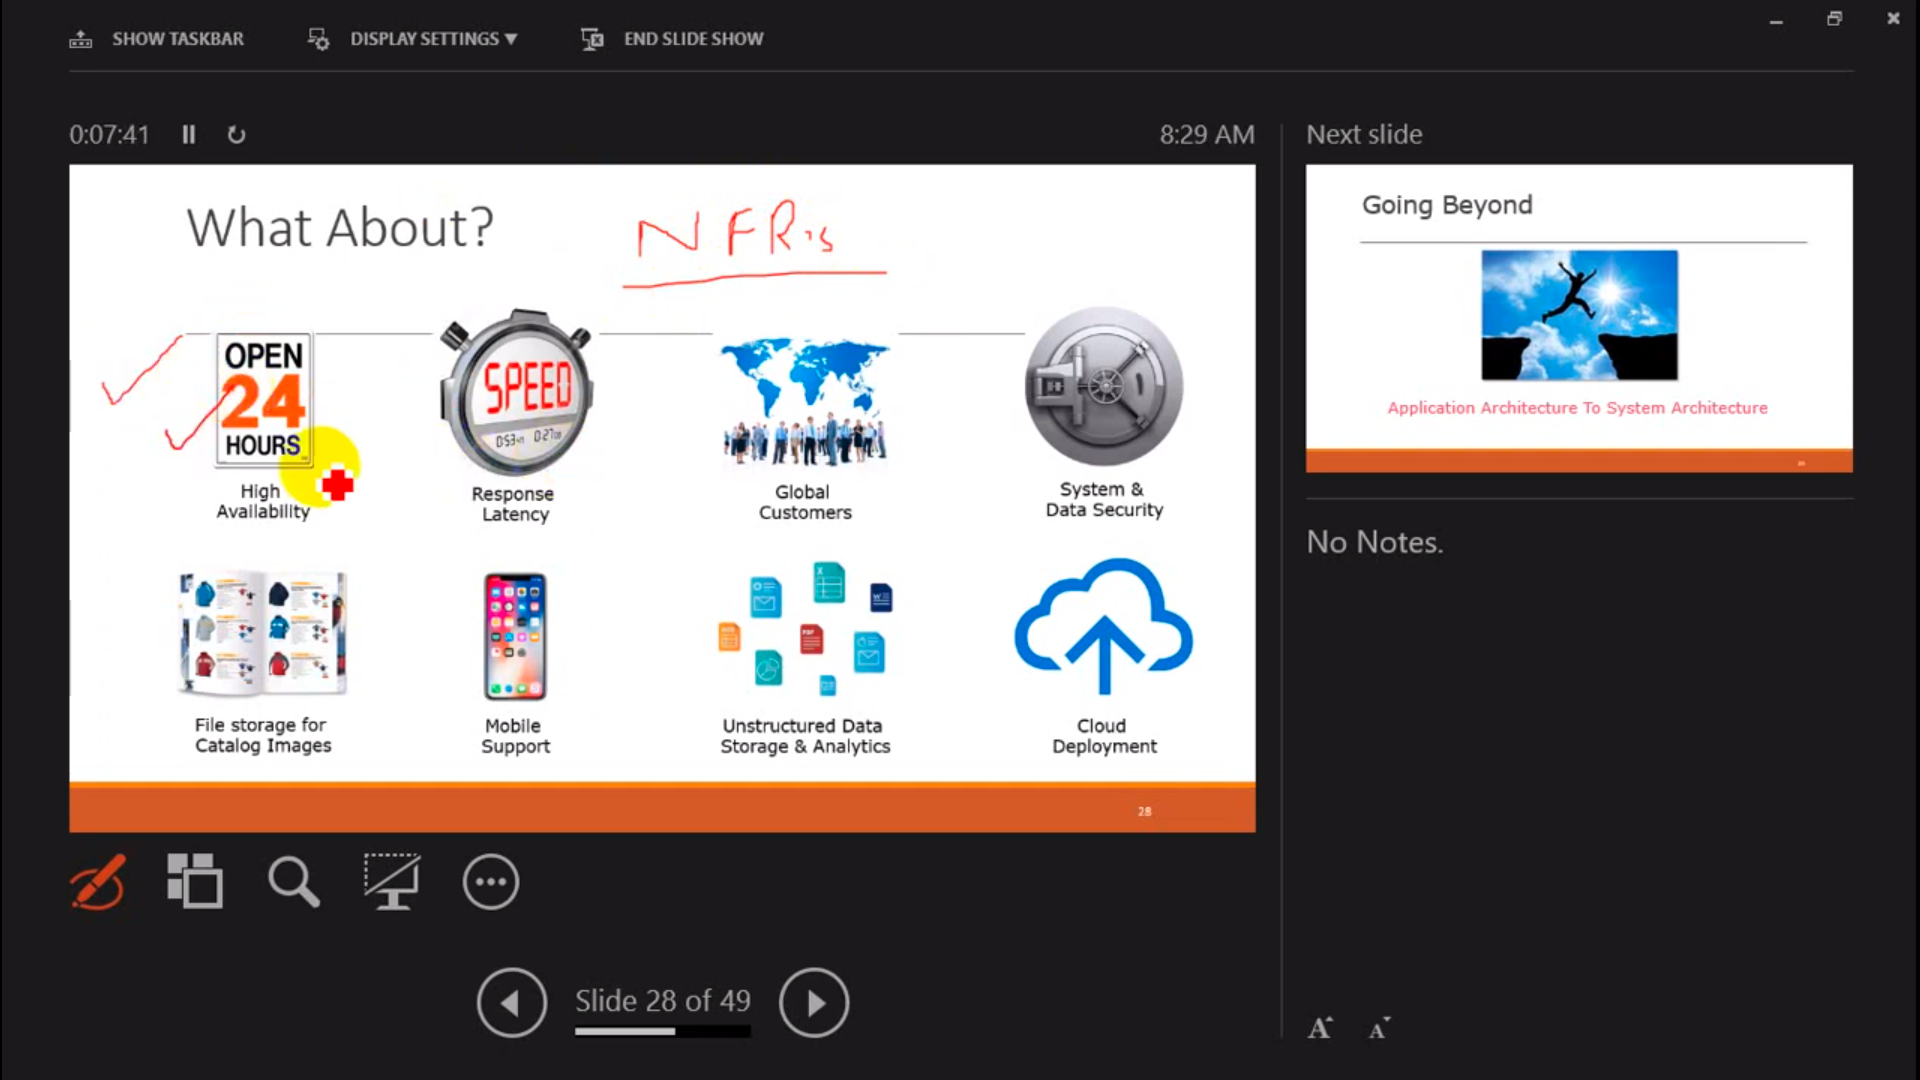 SHOW TASKBAR
DISPLAY SETTINGS ▼
END SLIDE SHOW
0:07:41
8:29 AM
Next slide
What About?
NFR's
OPEN
24
HOURS
High
Availability
SPEED
Response
Latency
Global
Customers
System &
Data Security
File storage for
Catalog Images
Mobile
Support
Unstructured Data
Storage & Analytics
Cloud
Deployment
28
Going Beyond
Application Architecture To System Architecture
No Notes.
Slide 28 of 49
A A